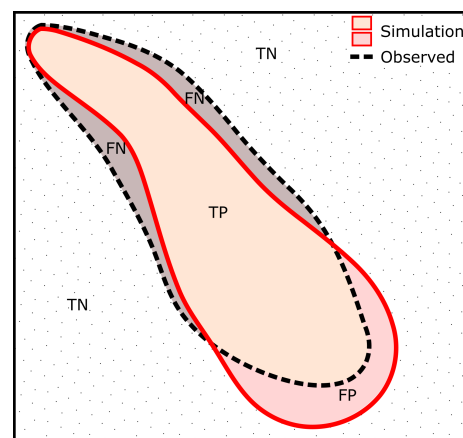 Simulation
Observed
TN
FN
FN
TP
TN
FP